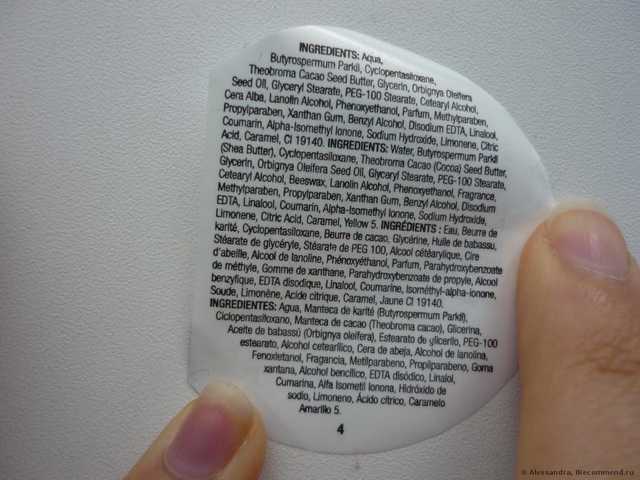 INGREDIENTS: Aqua,
Butyrospermum Parkii, Cyclopentasiloxane,
Theobroma Cacao Seed Butter, Glycerin, Orbignya Oleifera
Seed Oil, Glyceryl Stearate, PEG-100 Stearate, Cetearyl Alcohol,
Cera Alba, Lanolin Alcohol, Phenoxyethanol, Parfum, Methylparaben,
Propylparaben, Xanthan Gum, Benzyl Alcohol, Disodium EDTA, Linalool,
Coumarin, Alpha-Isomethyl Ionone, Sodium Hydroxide, Limonene, Citric
Acid, Caramel, CI 19140. INGREDIENTS: Water, Butyrospermum Parkii
(Shea Butter), Cyclopentasiloxane, Theobroma Cacao (Cocoa) Seed Butter,
Glycerin, Orbignya Oleifera Seed Oil, Glyceryl Stearate, PEG-100 Stearate,
Cetearyl Alcohol, Beeswax, Lanolin Alcohol, Phenoxyethanol, Fragrance,
Methylparaben, Propylparaben, Xanthan Gum, Benzyl Alcohol, Disodium
EDTA, Linalool, Coumarin, Alpha-Isomethyl Ionone, Sodium Hydroxide,
Limonene, Citric Acid, Caramel, Yellow 5. INGRÉDIENTS : Eau, Beurre de
karité, Cyclopentasiloxane, Beurre de cacao, Glycérine, Huile de babassu,
Stéarate de glycéryle, Stéarate de PEG 100, Alcool cétéarylique, Cire
d'abeille, Alcool de lanoline, Phénoxyéthanol, Parfum, Parahydroxybenzoate
de méthyle, Gomme de xanthane, Parahydroxybenzoate de propyle, Alcool
benzylique, EDTA disodique, Linalool, Coumarine, Isométhyl-alpha-ionone,
Soude, Limonène, Acide citrique, Caramel, Jaune CI 19140.
INGREDIENTES: Agua, Manteca de karité (Butyrospermum Parkii),
Ciclopentasiloxano, Manteca de cacao (Theobroma cacao), Glicerina,
Aceite de babassú (Orbignya oleifera), Estearato de glicerilo, PEG-100
estearato, Alcohol cetearílico, Cera de abeja, Alcohol de lanolina,
Fenoxietanol, Fragancia, Metilparabeno, Propilparabeno, Goma
xantana, Alcohol bencílico, EDTA disódico, Linalol,
Cumarina, Alfa Isometil Ionona, Hidróxido de
sodio, Limoneno, Ácido cítrico, Caramelo
Amarillo 5.
4
© Alessandra, IRecommend.ru